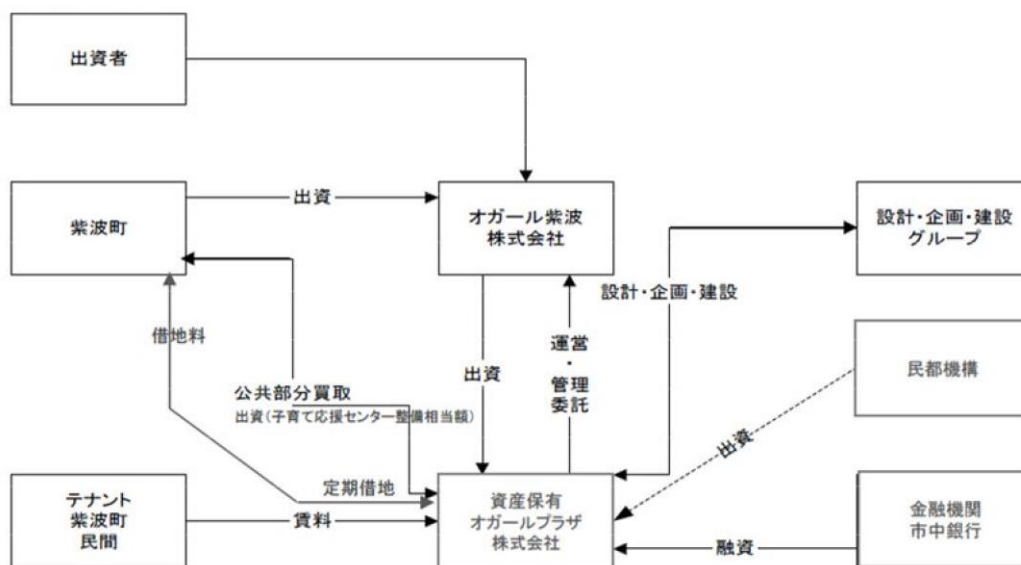 出資者
紫波町
出資
オガール紫波
株式会社
設計・企画・建設
グループ
設計・企画・建設
借地料
出資
運営
・
管理
委託
民都機構
公共部分買取
出資(子育て応援センター整備相当額)
出資
定期借地
テナント
紫波町
民間
賃料
資産保有
オガールプラザ
株式会社
融資
金融機関
市中銀行